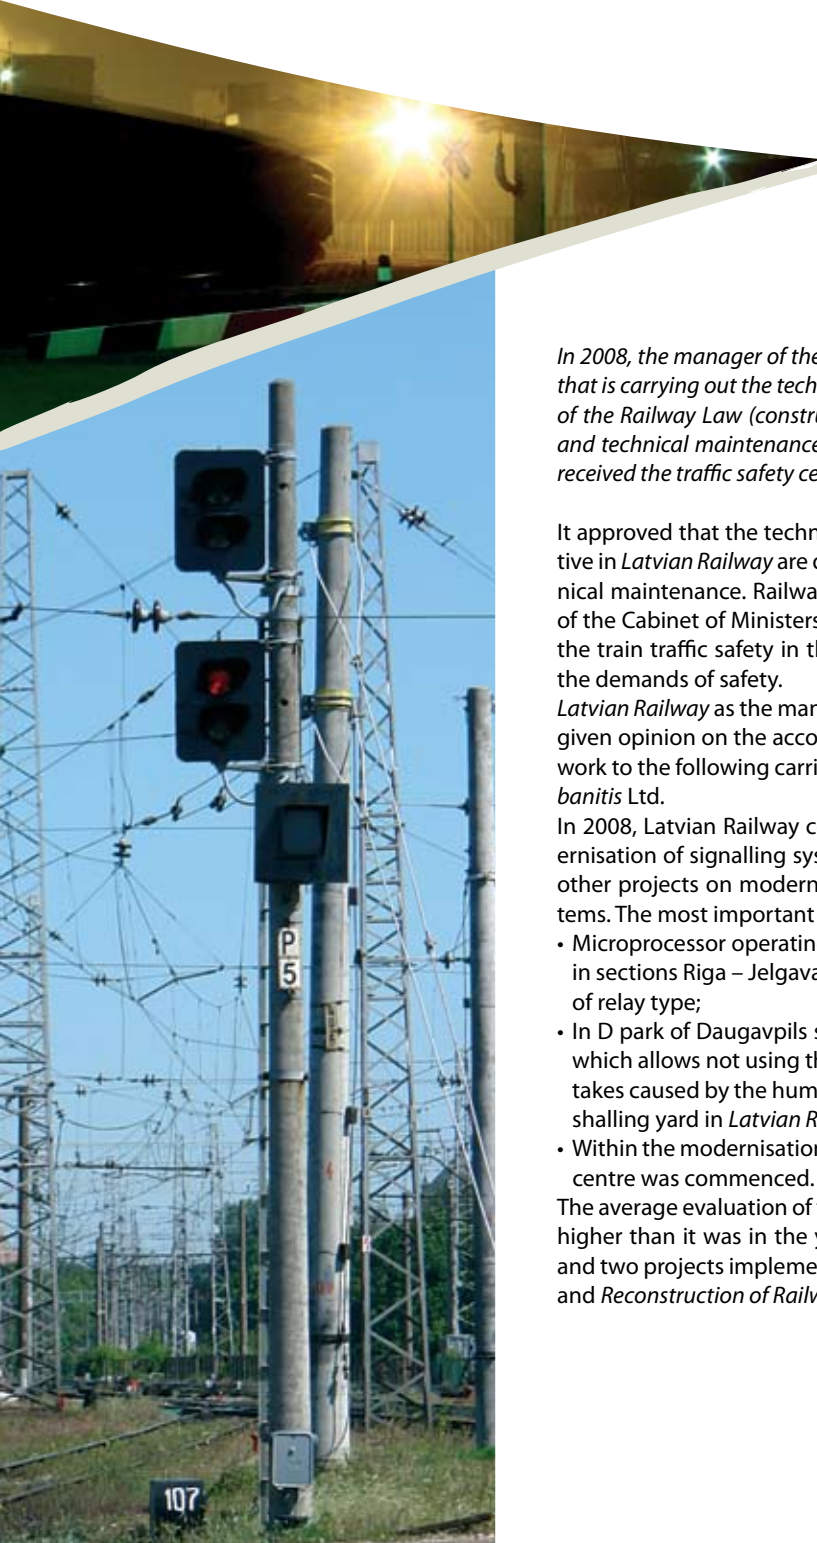 In 2008, the manager of the
that is carrying out the tech
of the Railway Law (constru
and technical maintenance
received the traffic safety ce
It approved that the techn
tive in Latvian Railway are c
nical maintenance. Railwa
of the Cabinet of Ministers
the train traffic safety in th
the demands of safety.
Latvian Railway as the man
given opinion on the acco
work to the following carri
banitis Ltd.
In 2008, Latvian Railway c
ernisation of signalling sys
other projects on modern
tems. The most important
• Microprocessor operating
in sections Riga – Jelgava
of relay type;
• In D park of Daugavpils s
which allows not using th
takes caused by the hum
shalling yard in Latvian R
• Within the modernisation
centre was commenced.
The average evaluation of t
higher than it was in the y
and two projects impleme
and Reconstruction of Railw
P
5
107